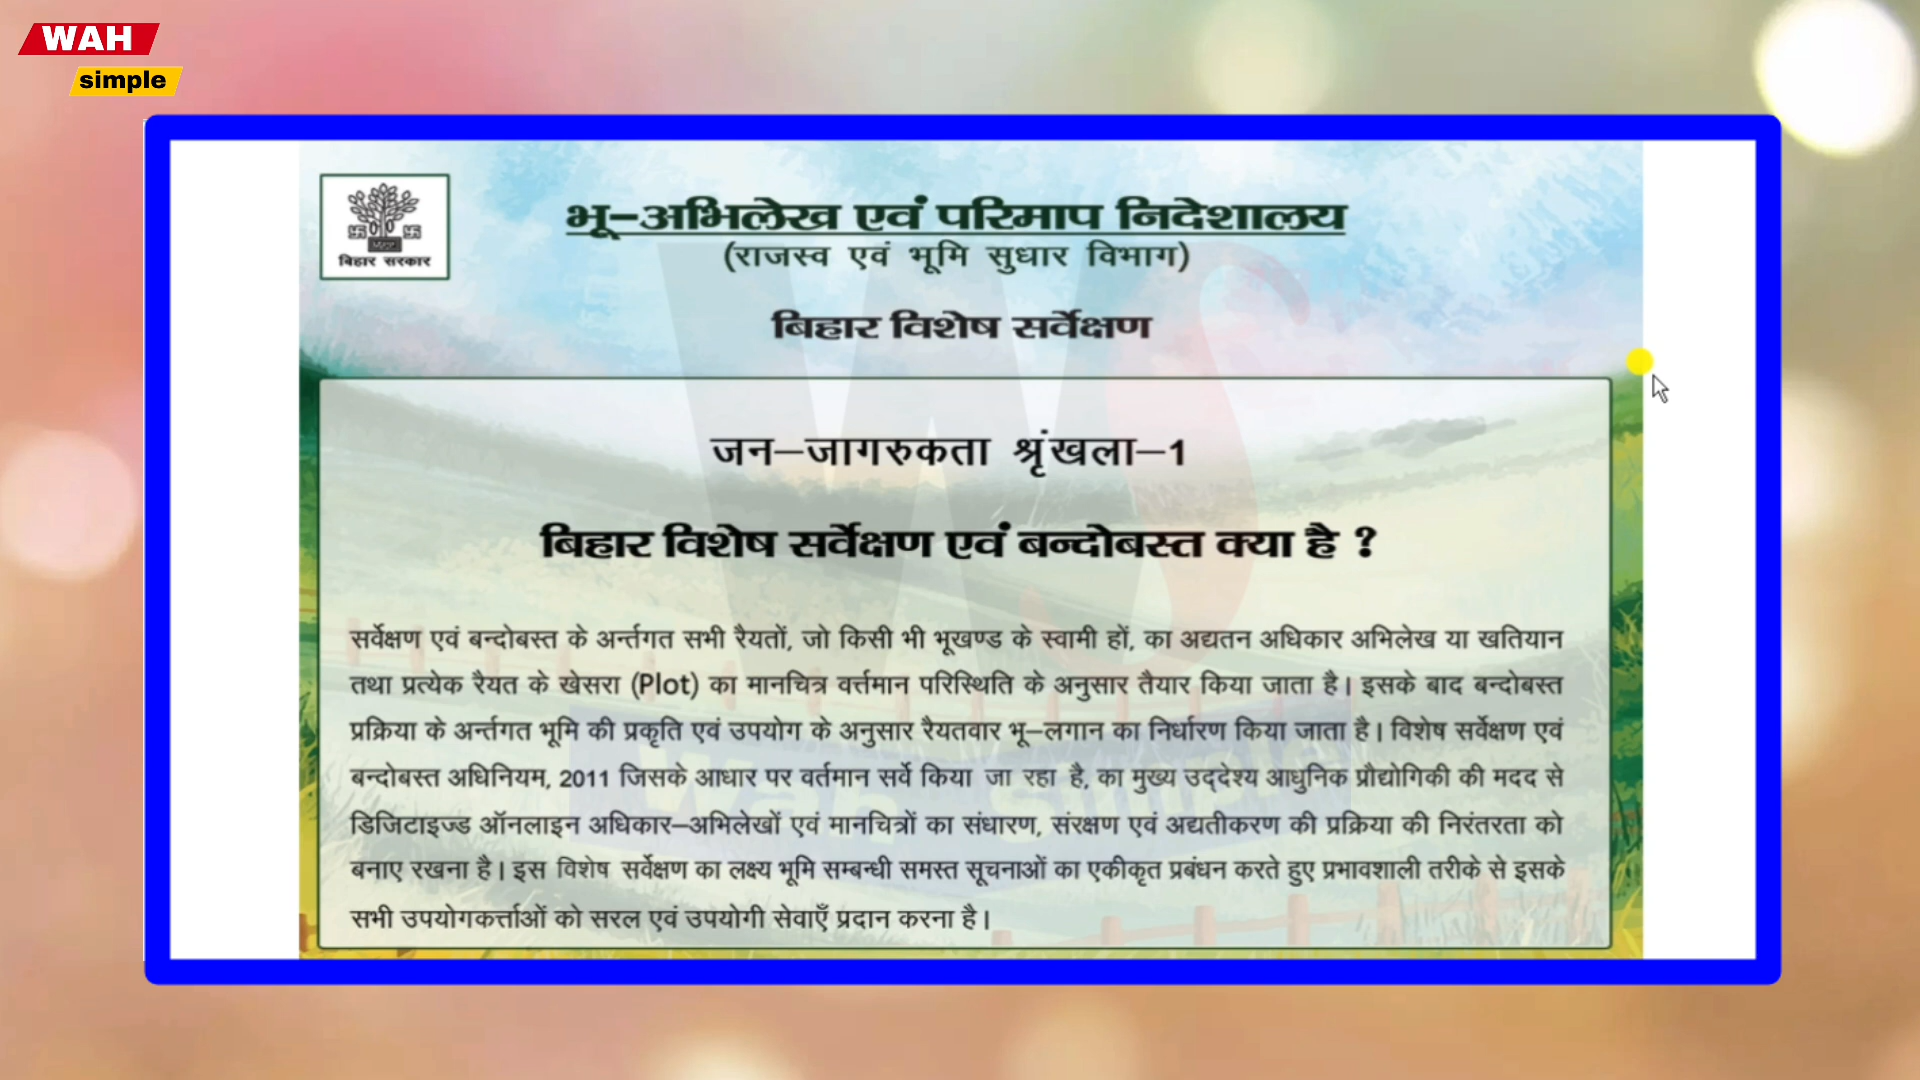 WAH
simple
बिहार सरकार
भू–अभिलेख एवं परिमाप निदेशालय
(राजस्व एवं भूमि सुधार विभाग)
बिहार विशेष सर्वेक्षण
जन–जागरुकता श्रृंखला–1
बिहार विशेष सर्वेक्षण एवं बन्दोबस्त क्या है ?
सर्वेक्षण एवं बन्दोबस्त के अर्न्तगत सभी रैयतों, जो किसी भी भूखण्ड के स्वामी हों, का अद्यतन अधिकार अभिलेख या खतियान
तथा प्रत्येक रैयत के खेसरा (Plot) का मानचित्र वर्त्तमान परिस्थिति के अनुसार तैयार किया जाता है। इसके बाद बन्दोबस्त
प्रक्रिया के अर्न्तगत भूमि की प्रकृति एवं उपयोग के अनुसार रैयतवार भू–लगान का निर्धारण किया जाता है। विशेष सर्वेक्षण एवं
बन्दोबस्त अधिनियम, 2011 जिसके आधार पर वर्तमान सर्वे किया जा रहा है, का मुख्य उद्देश्य आधुनिक प्रौद्योगिकी की मदद से
डिजिटाइज्ड ऑनलाइन अधिकार–अभिलेखों एवं मानचित्रों का संधारण, संरक्षण एवं अद्यतीकरण की प्रक्रिया की निरंतरता को
बनाए रखना है। इस विशेष सर्वेक्षण का लक्ष्य भूमि सम्बन्धी समस्त सूचनाओं का एकीकृत प्रबंधन करते हुए प्रभावशाली तरीके से इसके
सभी उपयोगकर्त्ताओं को सरल एवं उपयोगी सेवाएँ प्रदान करना है।
WS
Wah Simple